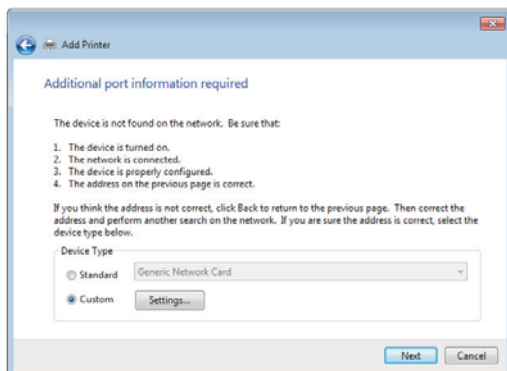 Add Printer
Additional port information required
The device is not found on the network. Be sure that:
1. The device is turned on.
2. The network is connected.
3. The device is properly configured.
4. The address on the previous page is correct.
If you think the address is not correct, click Back to return to the previous page. Then correct the
address and perform another search on the network. If you are sure the address is correct, select the
device type below.
Device Type
Standard Generic Network Card
Custom Settings...
Next Cancel